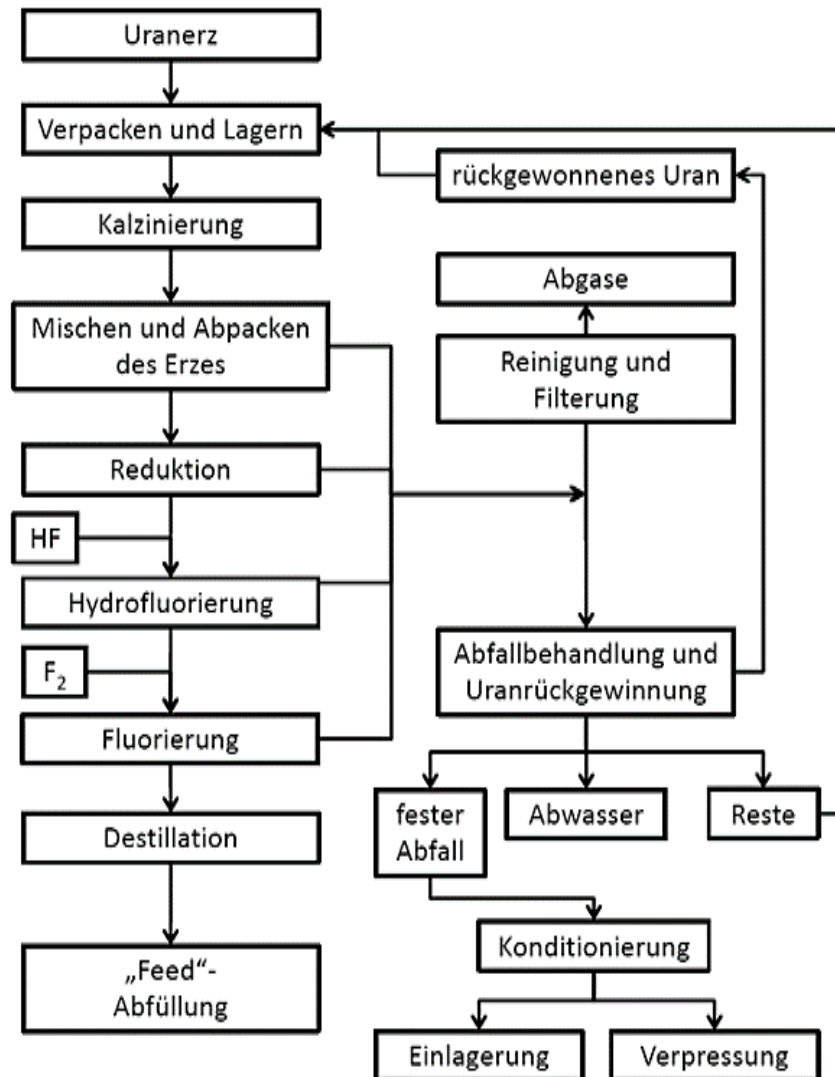 Uranerz
Verpacken und Lagern
rückgewonnenes Uran
Kalzinierung
Abgase
Mischen und Abpacken
des Erzes
Reinigung und
Filterung
Reduktion
HF
Hydrofluorierung
Abfallbehandlung und
Uranrückgewinnung
F₂
Fluorierung
fester
Abfall
Abwasser
Reste
Destillation
Konditionierung
„Feed“-
Abfüllung
Einlagerung
Verpressung